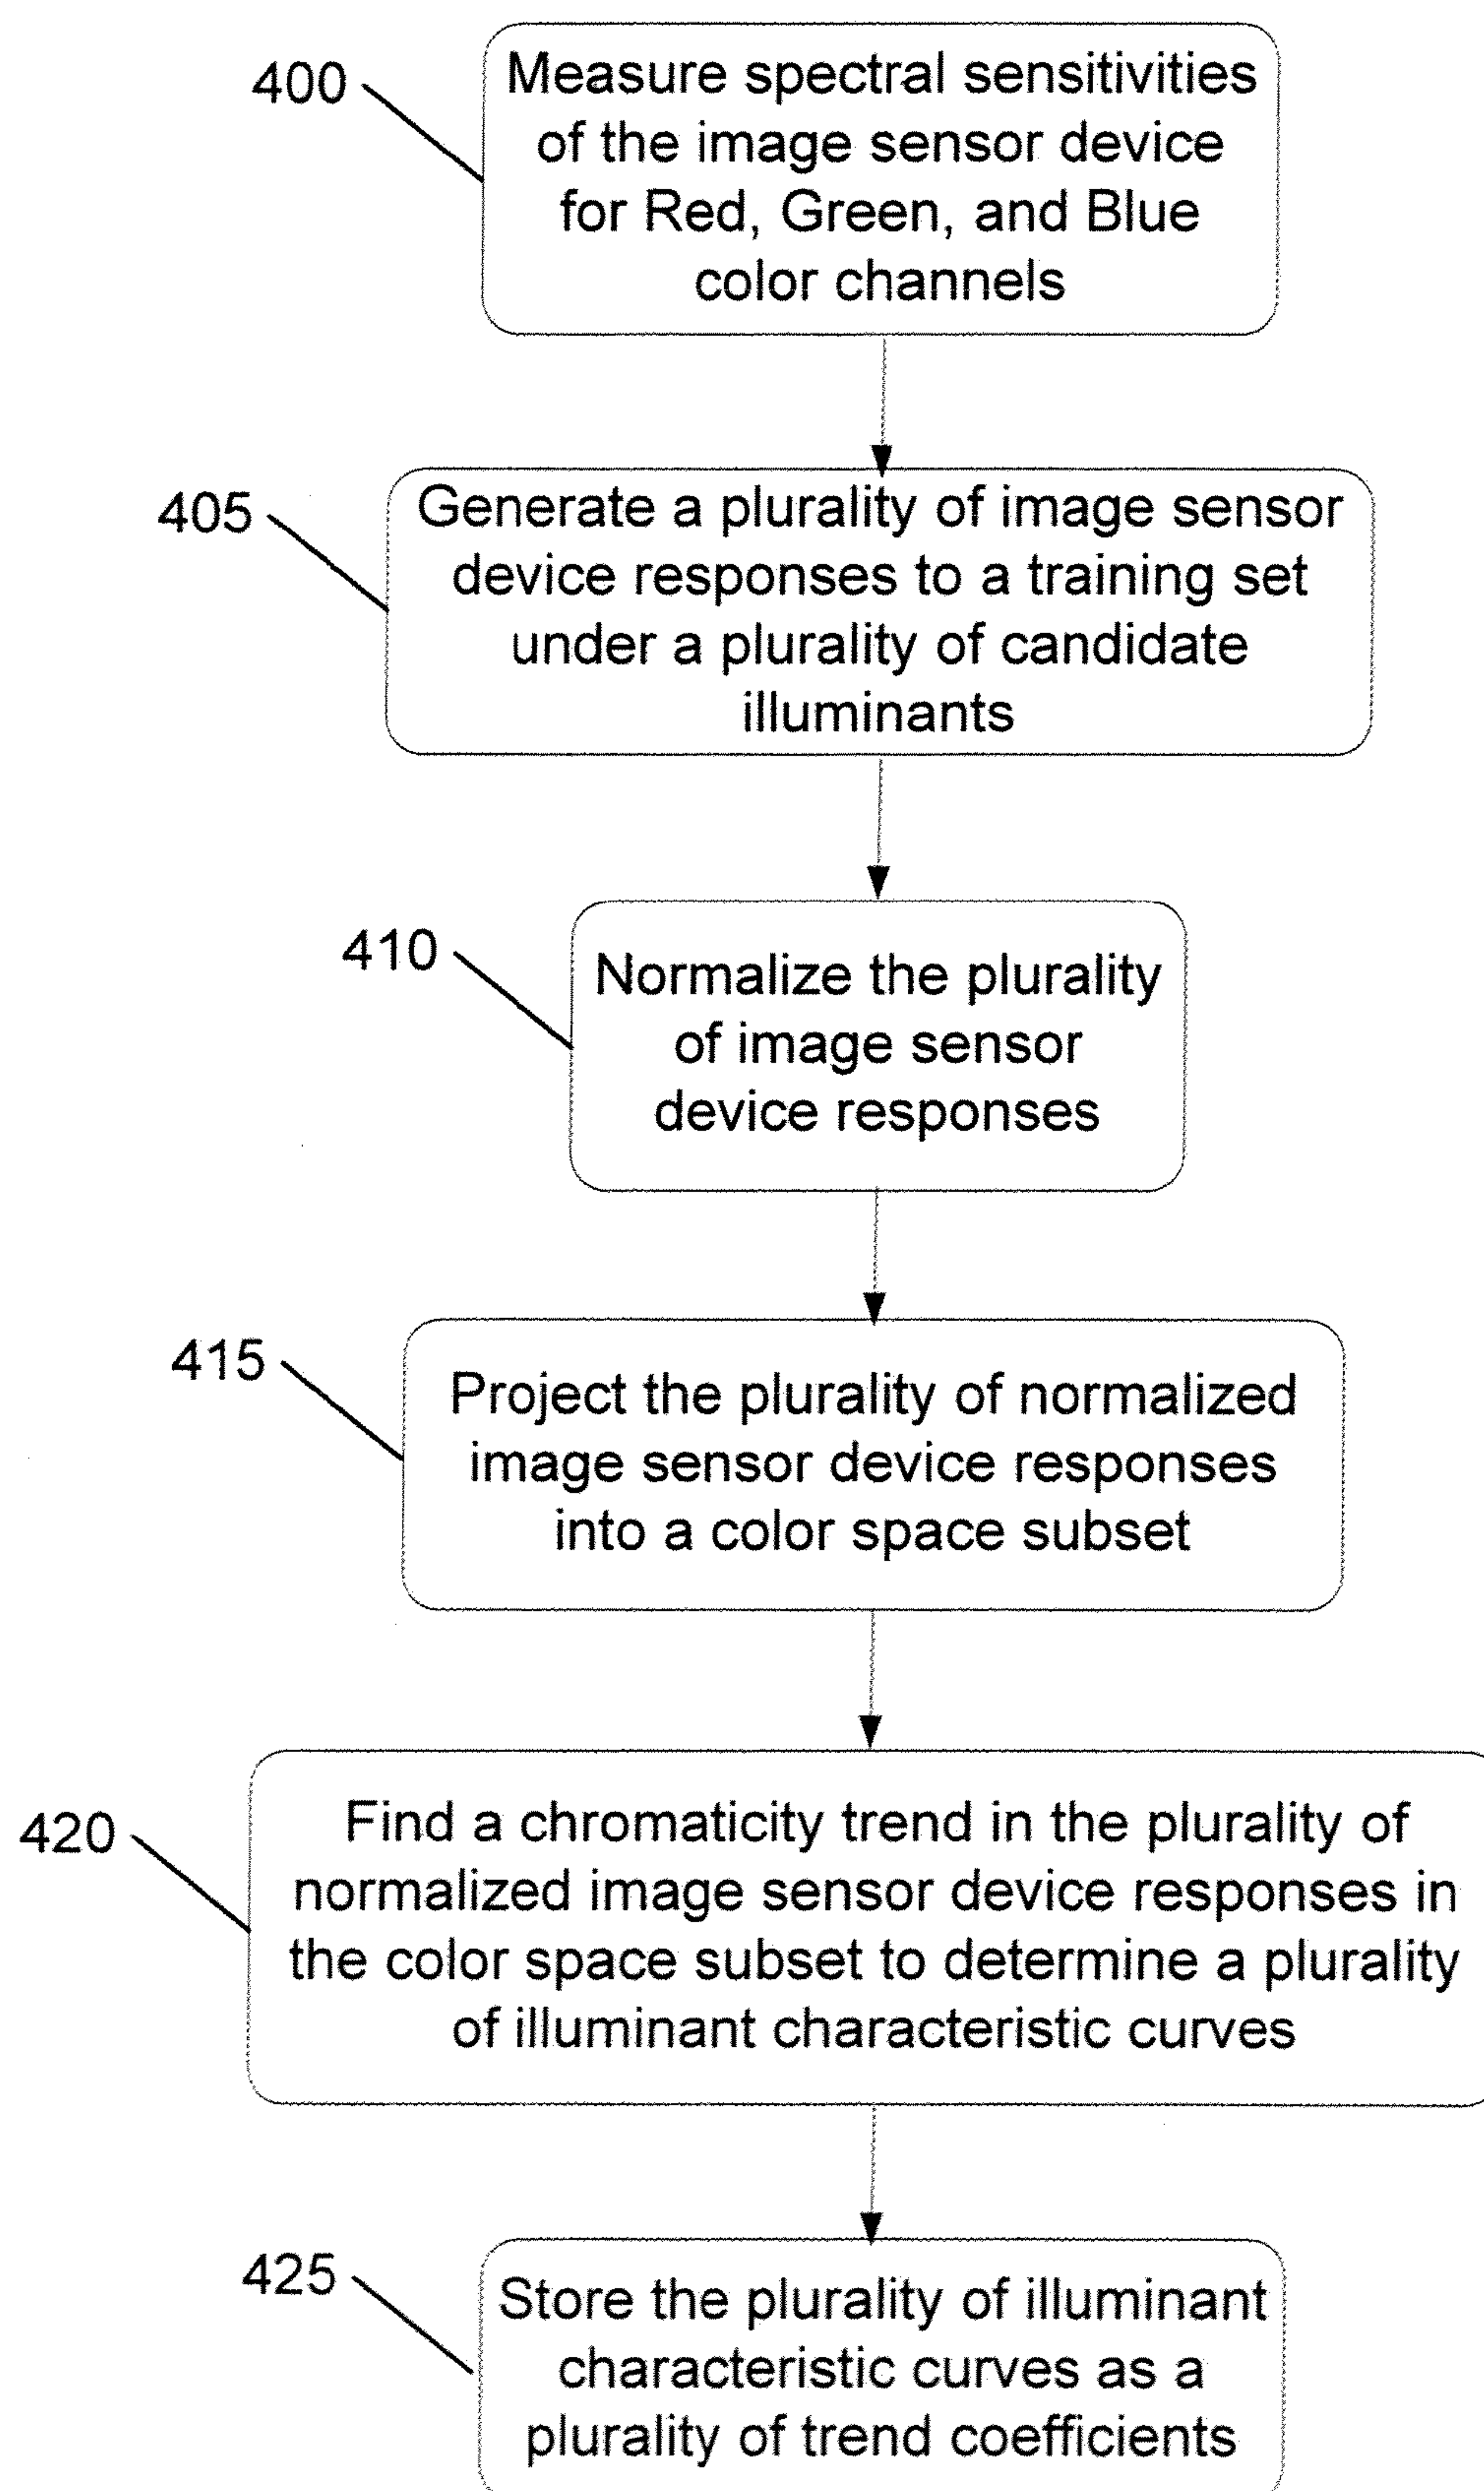 400
Measure spectral sensitivities
of the image sensor device
for Red, Green, and Blue
color channels
405
Generate a plurality of image sensor
device responses to a training set
under a plurality of candidate
illuminants
410
Normalize the plurality
of image sensor
device responses
415
Project the plurality of normalized
image sensor device responses
into a color space subset
420
Find a chromaticity trend in the plurality of
normalized image sensor device responses in
the color space subset to determine a plurality
of illuminant characteristic curves
425
Store the plurality of illuminant
characteristic curves as a
plurality of trend coefficients